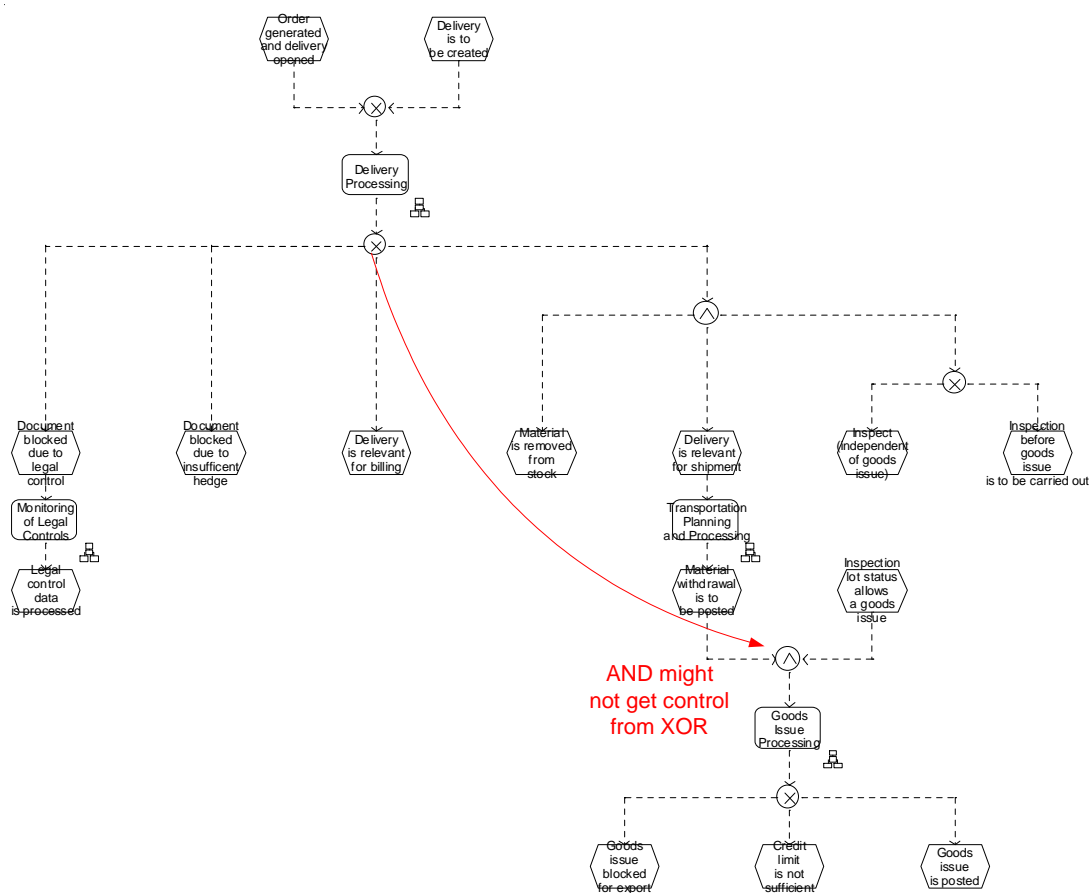 Order
generated
and delivery
opened
Delivery
is to
be created
Delivery
Processing
Document
blocked
due to
legal
control
Document
blocked
due to
insufficient
hedge
Delivery
is relevant
for billing
Material
is removed
from
stock
Delivery
is relevant
for shipment
Inspect
(independent
of goods
issue)
Inspection
before
goods
issue
is to be carried out
Monitoring
of Legal
Controls
Transportation
Planning
and Processing
Legal
control
data
is processed
Material
withdrawal
is to
be posted
Inspection
lot status
allows
a goods
issue
AND might
not get control
from XOR
Goods
Issue
Processing
Goods
issue
blocked
for export
Credit
limit
is not
sufficient
Goods
issue
is posted